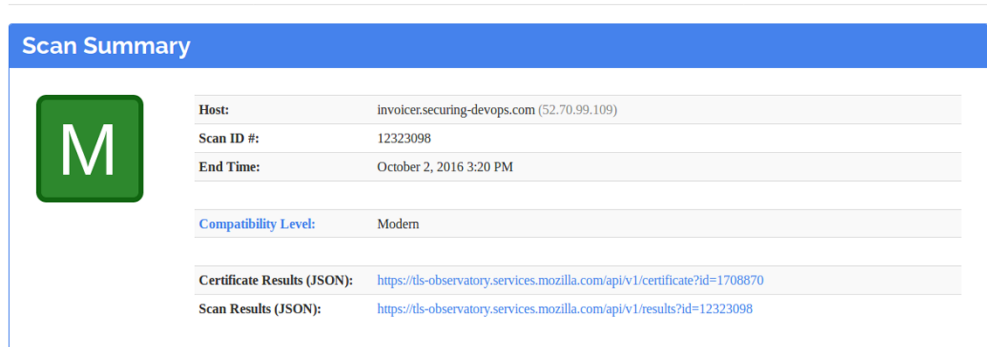 Scan Summary
M
Host: invoicer.securing-devops.com (52.70.99.109)
Scan ID #: 12323098
End Time: October 2, 2016 3:20 PM
Compatibility Level: Modern
Certificate Results (JSON): https://tls-observatory.services.mozilla.com/api/v1/certificate?id=1708870
Scan Results (JSON): https://tls-observatory.services.mozilla.com/api/v1/results?id=12323098